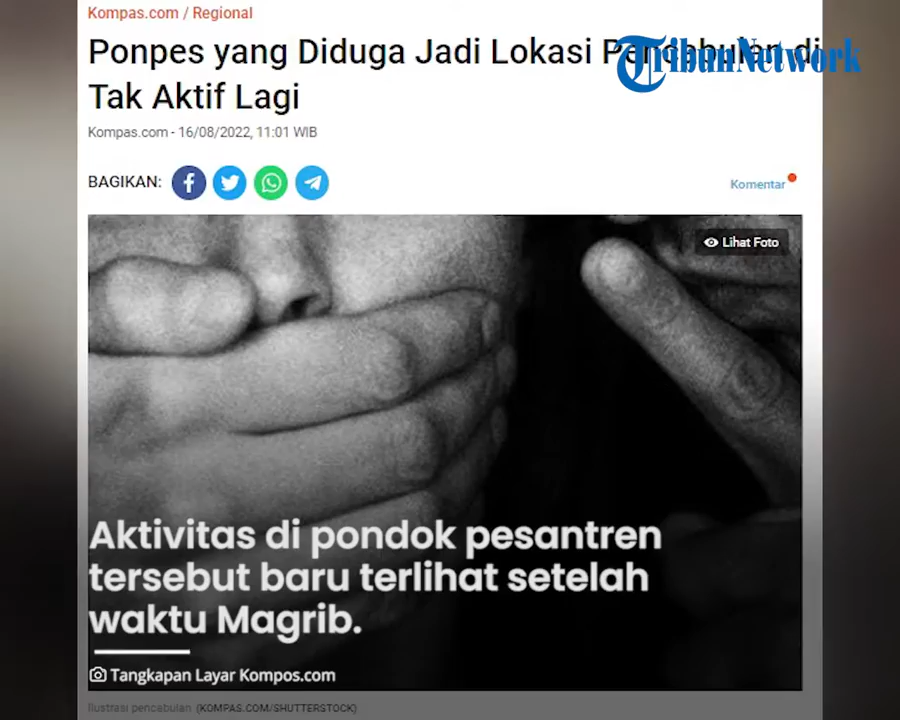 Kompas.com / Regional
Ponpes yang Diduga Jadi Lokasi Pencabulan di
TribunNetwork
Tak Aktif Lagi
Kompas.com - 16/08/2022, 11:01 WIB
BAGIKAN:
Komentar
Lihat Foto
Aktivitas di pondok pesantren
tersebut baru terlihat setelah
waktu Magrib.
Tangkapan Layar Kompos.com
Ilustrasi pencabulan (KOMPAS.COM/SHUTTERSTOCK)